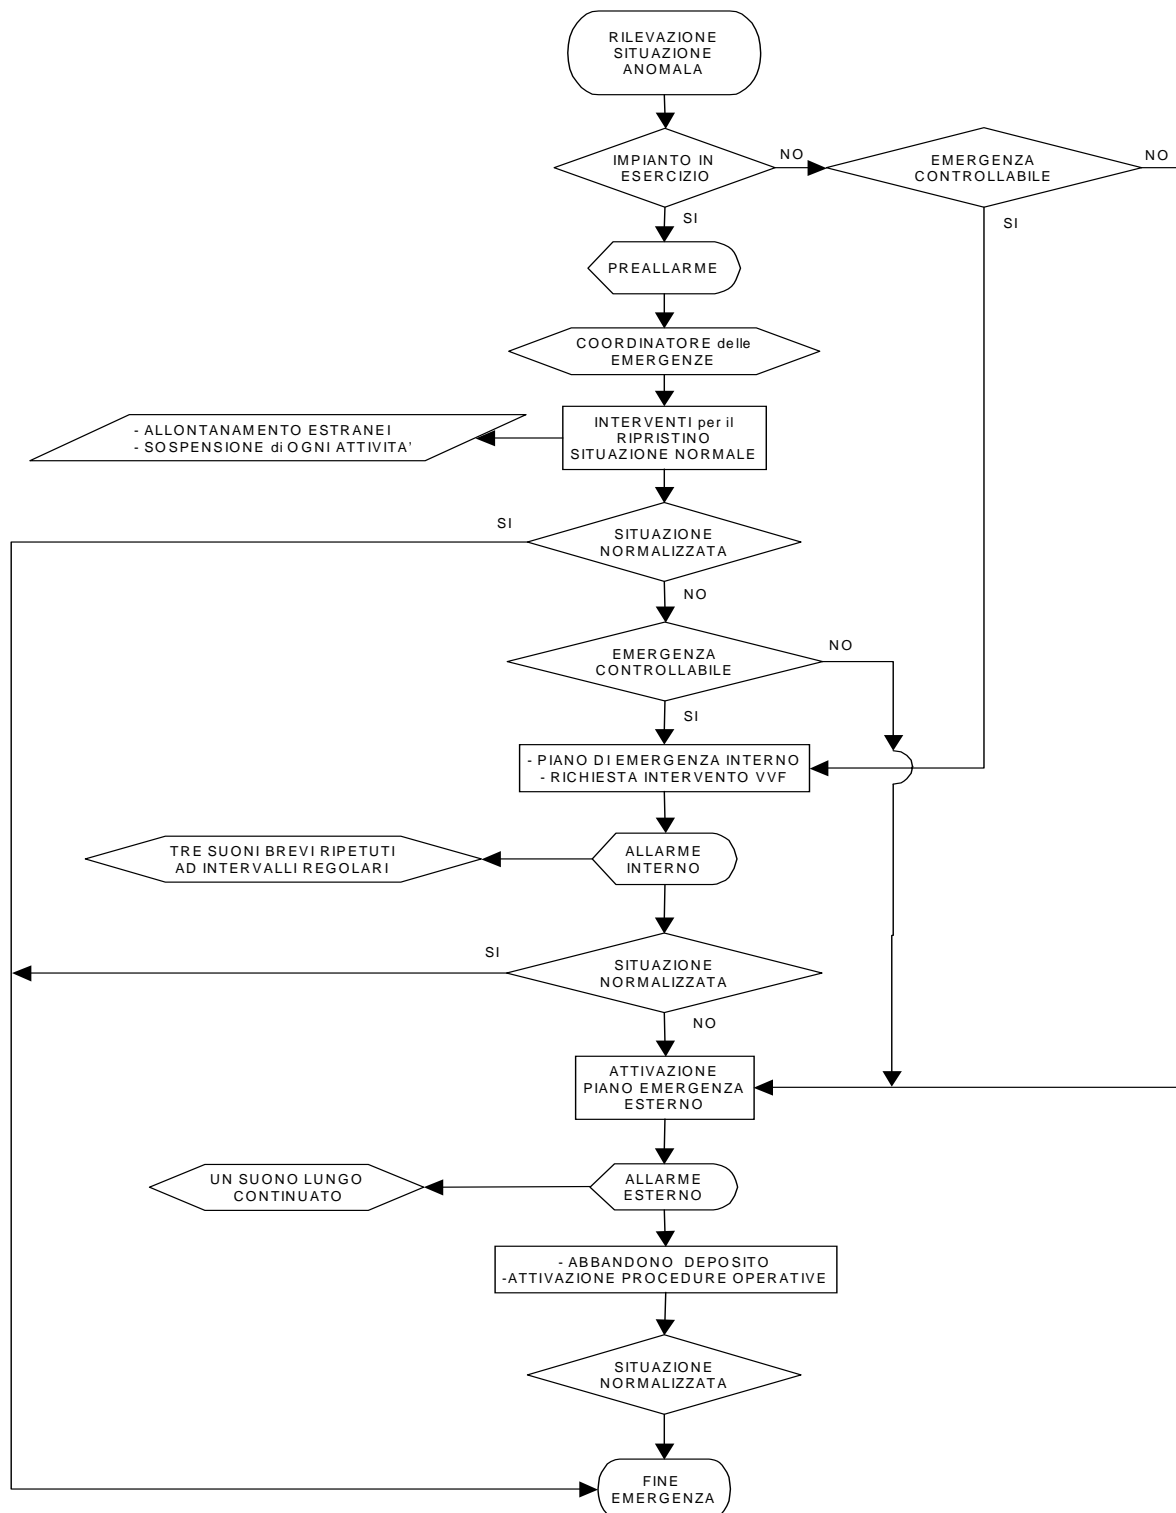 RILEVAZIONE
SITUAZIONE
ANOMALA
IMPIANTO IN
ESERCIZIO
NO
EMERGENZA
CONTROLLABILE
NO
SI
SI
PREALLARME
COORDINATORE delle
EMERGENZE
- ALLONTANAMENTO ESTRANEI
- SOSPENSIONE di OGNI ATTIVITA'
INTERVENTI per il
RIPRISTINO
SITUAZIONE NORMALE
SI
SITUAZIONE
NORMALIZZATA
NO
EMERGENZA
CONTROLLABILE
NO
SI
- PIANO DI EMERGENZA INTERNO
- RICHIESTA INTERVENTO VVF
TRE SUONI BREVI RIPETUTI
AD INTERVALLI REGOLARI
ALLARME
INTERNO
SI
SITUAZIONE
NORMALIZZATA
NO
ATTIVAZIONE
PIANO EMERGENZA
ESTERNO
UN SUONO LUNGO
CONTINUATO
ALLARME
ESTERNO
- ABBANDONO DEPOSITO
-ATTIVAZIONE PROCEDURE OPERATIVE
SITUAZIONE
NORMALIZZATA
FINE
EMERGENZA